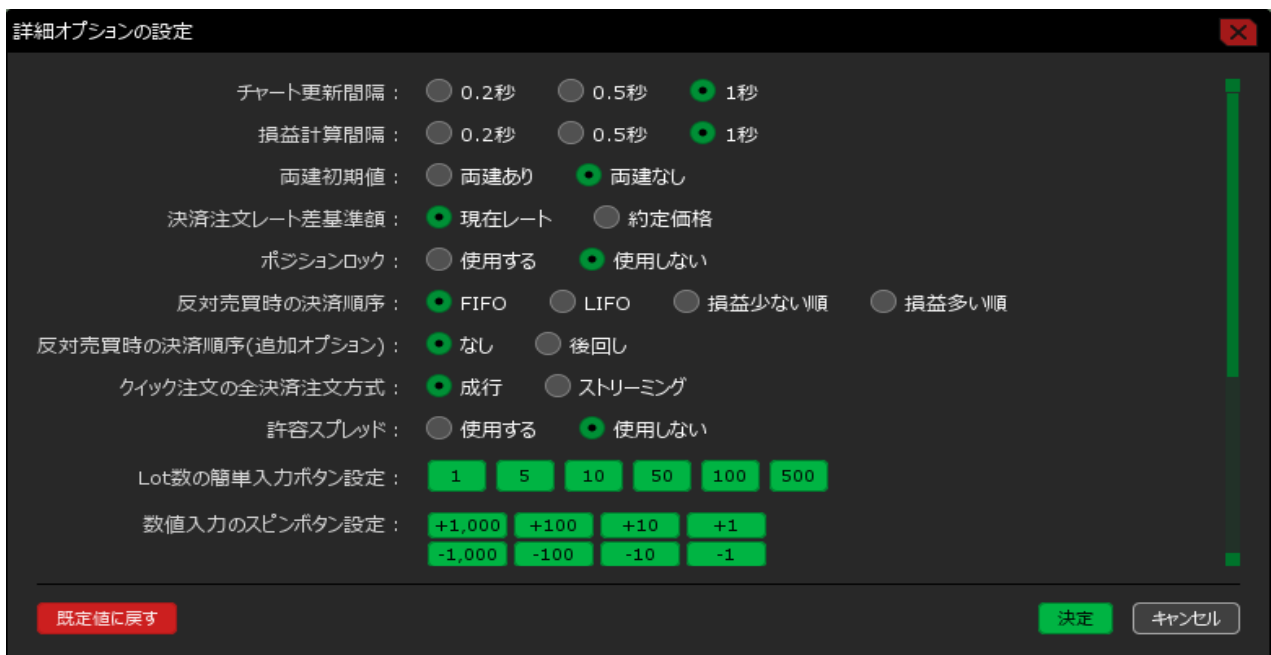 詳細オプションの設定
チャート更新間隔： 0.2秒 0.5秒 1秒
損益計算間隔： 0.2秒 0.5秒 1秒
両建初期値： 両建あり 両建なし
決済注文レート差基準額： 現在レート 約定価格
ポジションロック： 使用する 使用しない
反対売買時の決済順序： FIFO LIFO 損益少ない順 損益多い順
反対売買時の決済順序(追加オプション)： なし 後回し
クイック注文の全決済注文方式： 成行 ストリーミング
許容スプレッド： 使用する 使用しない
Lot数の簡単入力ボタン設定： 1 5 10 50 100 500
数値入力のスピンボタン設定： +1,000 +100 +10 +1
-1,000 -100 -10 -1
既定値に戻す 決定 キャンセル